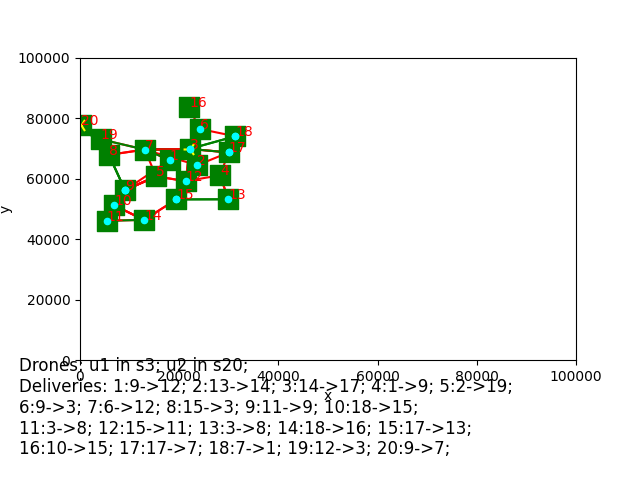 100000
80000
60000
40000
20000
0
0 20000 40000 60000 80000 100000
x
y
16
18
19
13
Drones: u1 in s3; u2 in s20;
Deliveries: 1:9->12; 2:13->14; 3:14->17; 4:1->9; 5:2->19;
6:9->3; 7:6->12; 8:15->3; 9:11->9; 10:18->15;
11:3->8; 12:15->11; 13:3->8; 14:18->16; 15:17->13;
16:10->15; 17:17->7; 18:7->1; 19:12->3; 20:9->7;